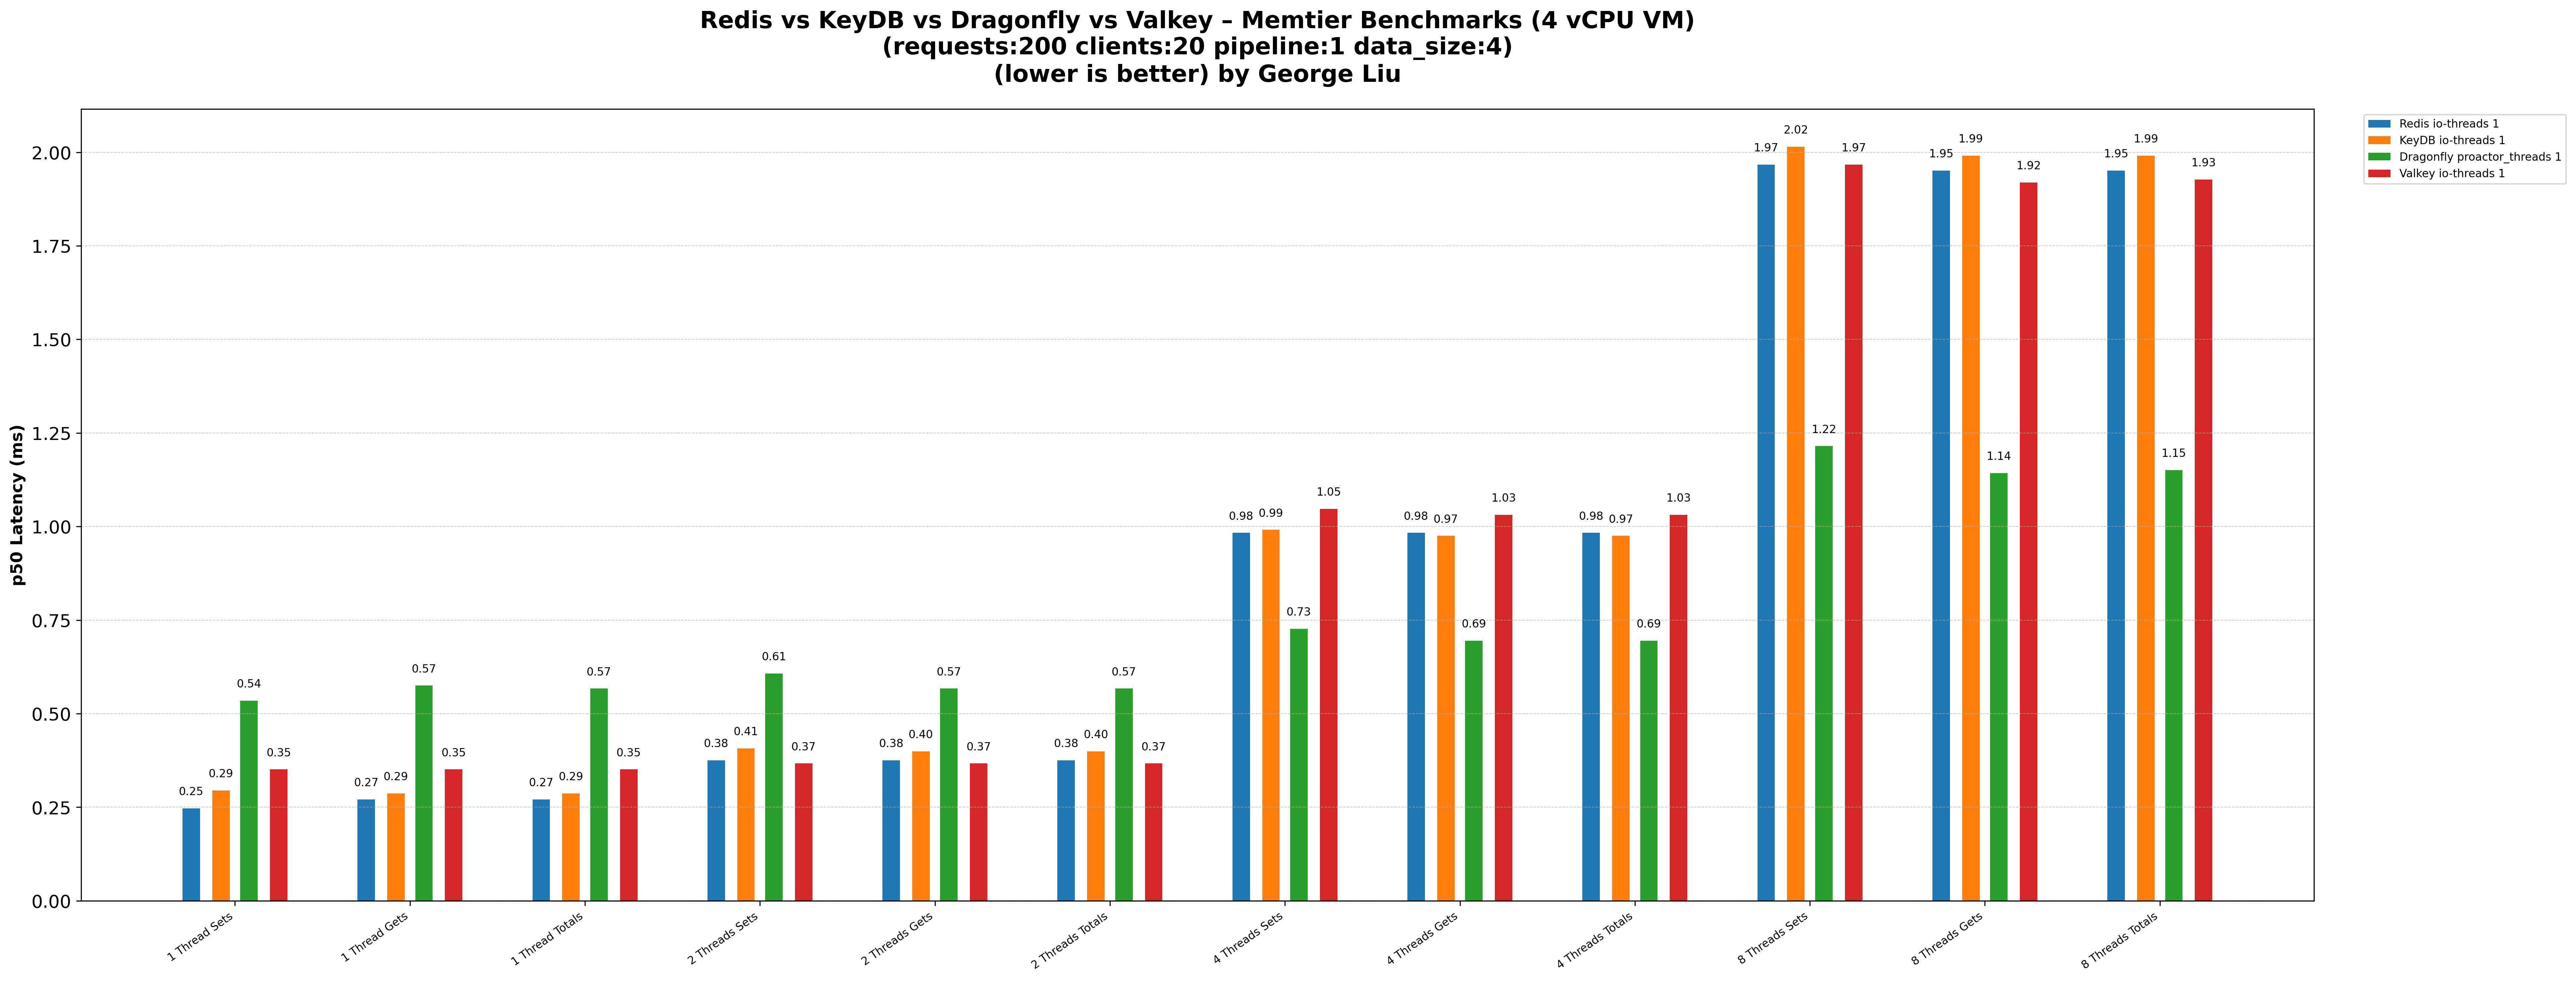 Redis vs KeyDB vs Dragonfly vs Valkey – Memtier Benchmarks (4 vCPU VM)
(requests:200 clients:20 pipeline:1 data_size:4)
(lower is better) by George Liu
Redis io-threads 1
KeyDB io-threads 1
Dragonfly proactor_threads 1
Valkey io-threads 1
p50 Latency (ms)
2.00
1.75
1.50
1.25
1.00
0.75
0.50
0.25
0.00
0.25 0.29 0.54 0.35
0.27 0.29 0.57 0.35
0.27 0.29 0.57 0.35
0.38 0.41 0.61 0.37
0.38 0.40 0.57 0.37
0.38 0.40 0.57 0.37
0.98 0.99 0.73 1.05
0.98 0.97 0.69 1.03
0.98 0.97 0.69 1.03
1.97 2.02 1.22 1.97
1.95 1.99 1.14 1.92
1.95 1.99 1.15 1.93
1 Thread Sets
1 Thread Gets
1 Thread Totals
2 Threads Sets
2 Threads Gets
2 Threads Totals
4 Threads Sets
4 Threads Gets
4 Threads Totals
8 Threads Sets
8 Threads Gets
8 Threads Totals